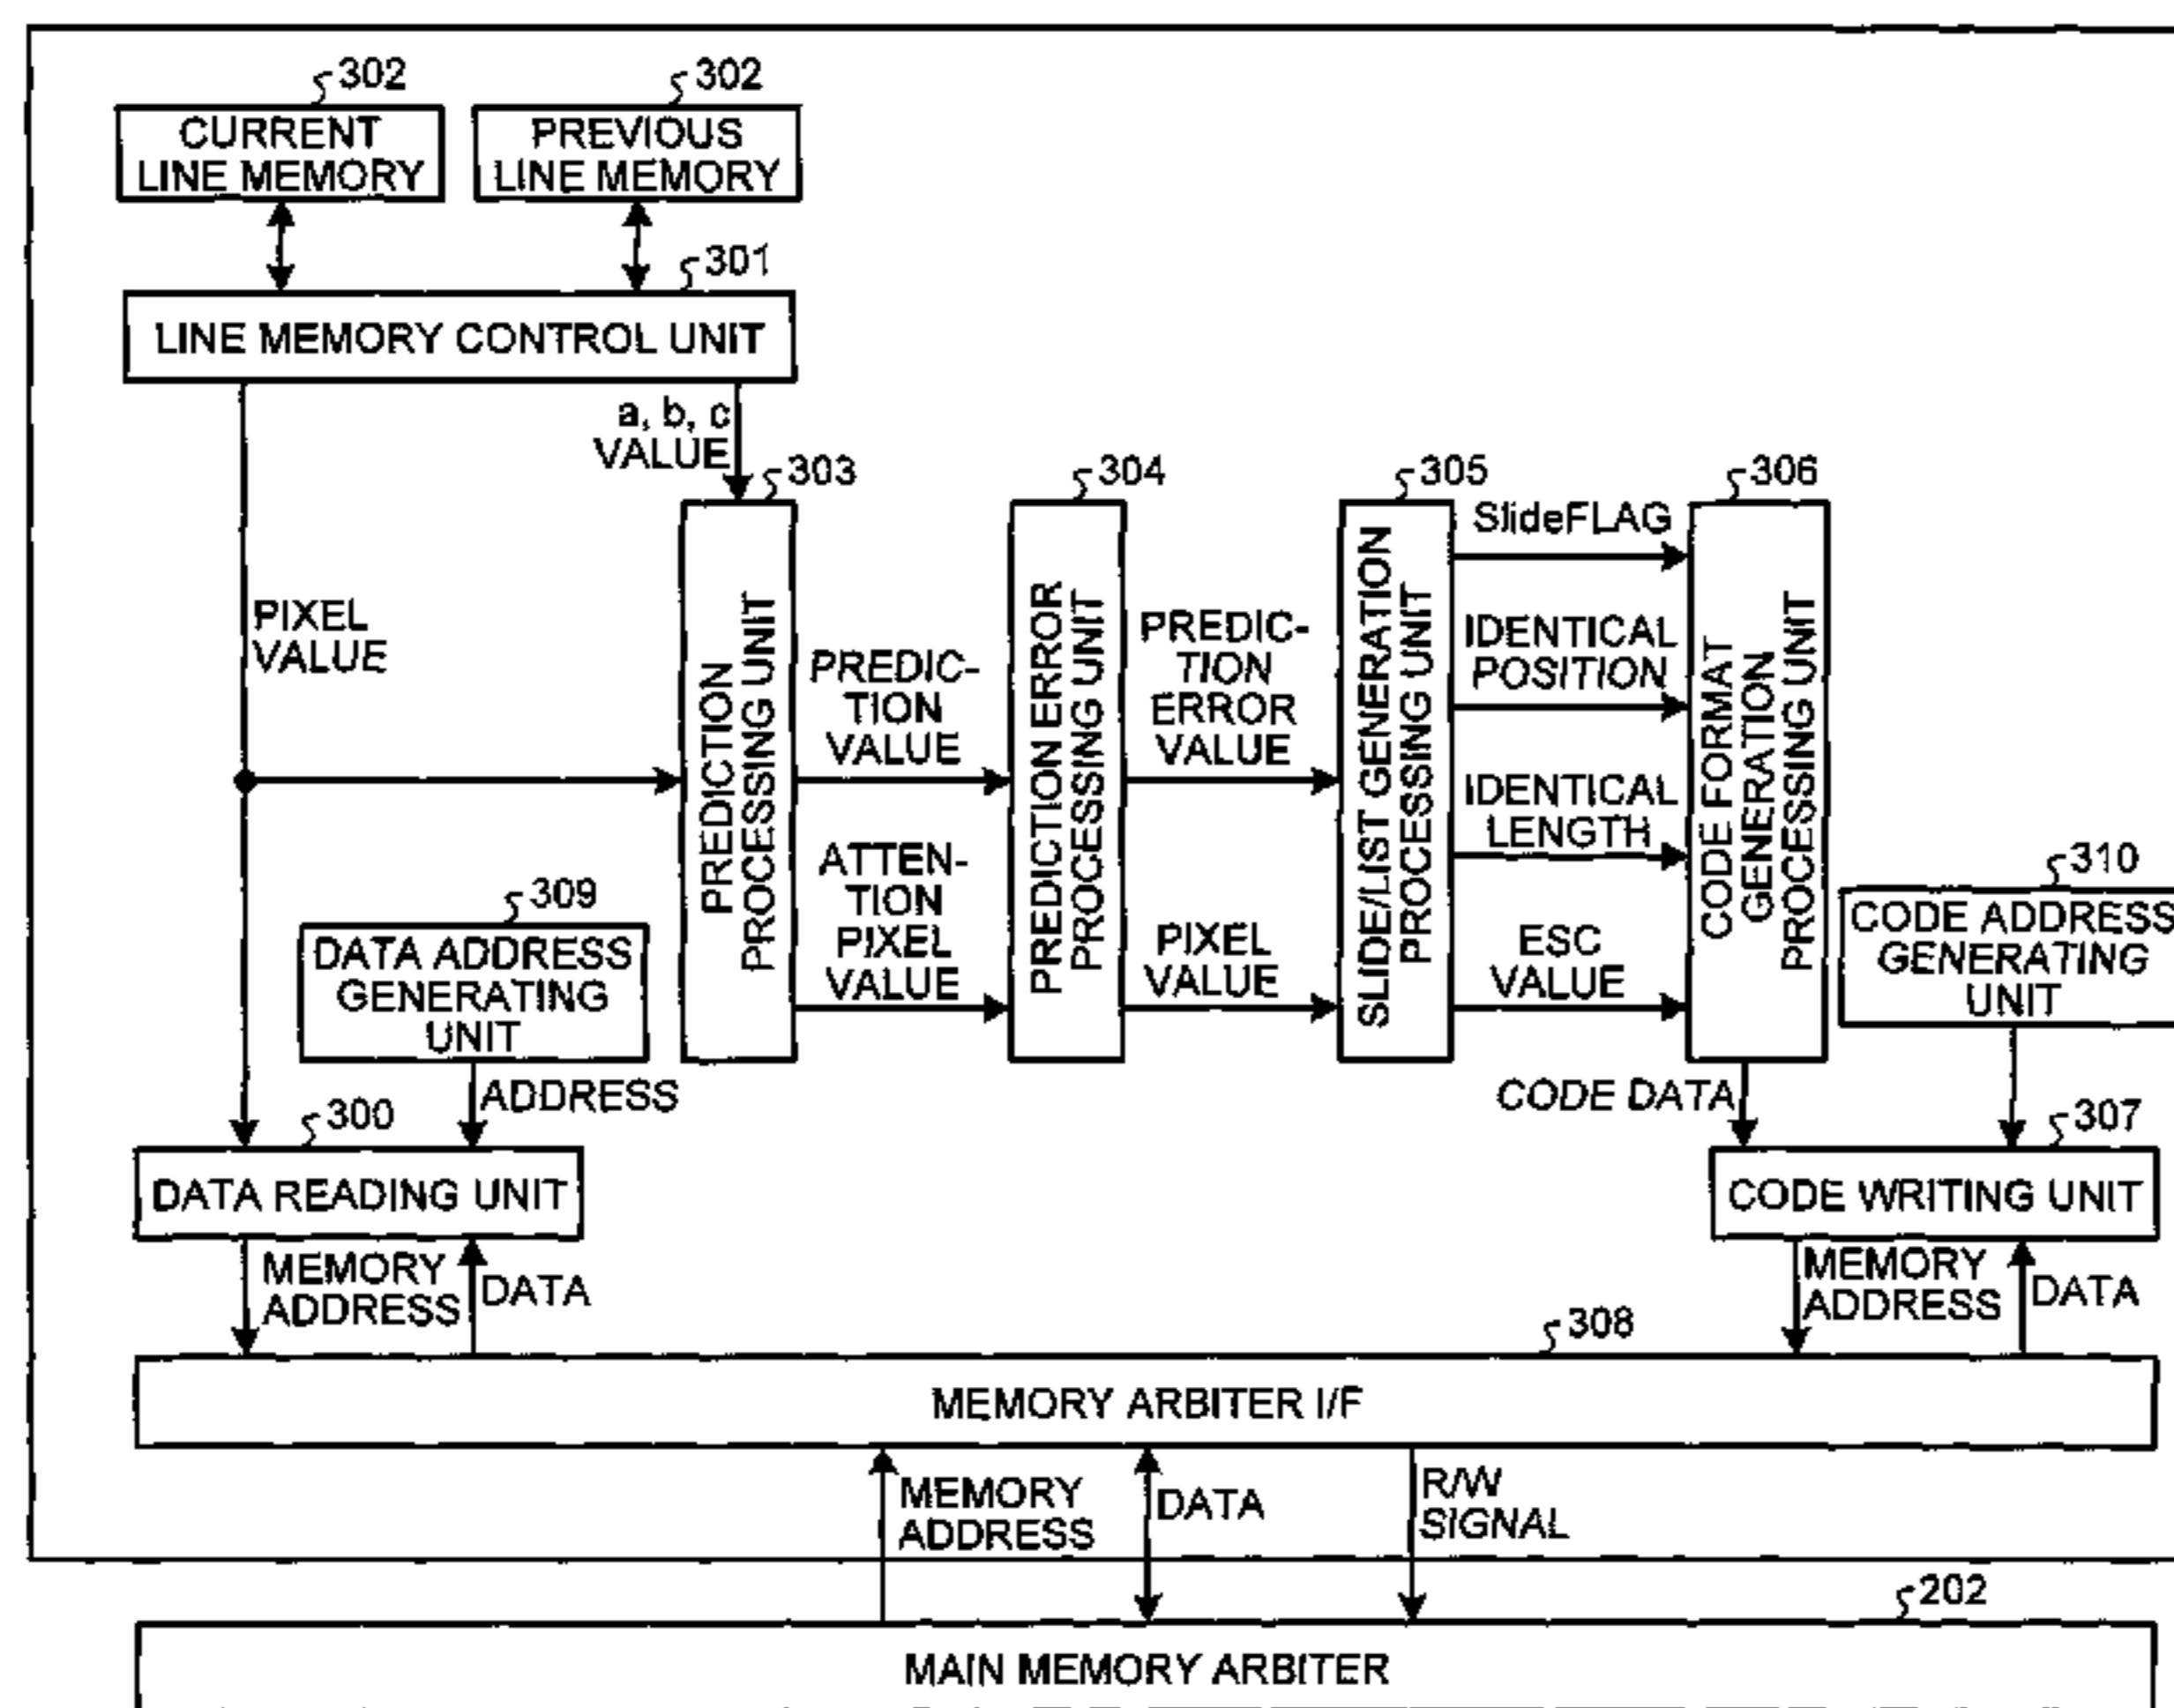 302
302
CURRENT
LINE MEMORY
PREVIOUS
LINE MEMORY
301
LINE MEMORY CONTROL UNIT
a, b, c
VALUE
303
304
305
306
SlideFLAG
PIXEL
VALUE
PREDICTION
PROCESSING UNIT
PREDIC-
TION
VALUE
ATTEN-
TION
PIXEL
VALUE
PREDICTION ERROR
PROCESSING UNIT
PREDIC-
TION
ERROR
VALUE
PIXEL
VALUE
SLIDE/LIST GENERATION
PROCESSING UNIT
IDENTICAL
POSITION
IDENTICAL
LENGTH
ESC
VALUE
CODE FORMAT
GENERATION
PROCESSING UNIT
310
CODE ADDRESS
GENERATING
UNIT
309
DATA ADDRESS
GENERATING
UNIT
ADDRESS
CODE DATA
300
307
DATA READING UNIT
CODE WRITING UNIT
MEMORY
ADDRESS
DATA
MEMORY
ADDRESS
DATA
308
MEMORY ARBITER I/F
MEMORY
ADDRESS
DATA
R/W
SIGNAL
202
MAIN MEMORY ARBITER